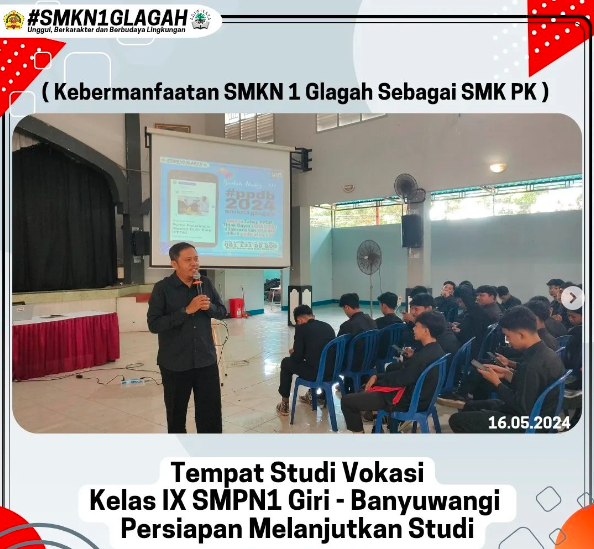 #SMKN1GLAGAH
Unggul, Berkarakter dan Berbudaya Lingkungan
( Kebermanfaatan SMKN 1 Glagah Sebagai SMK PK )
#ppdb
2024
16.05.2024
Tempat Studi Vokasi
Kelas IX SMPN1 Giri - Banyuwangi
Persiapan Melanjutkan Studi